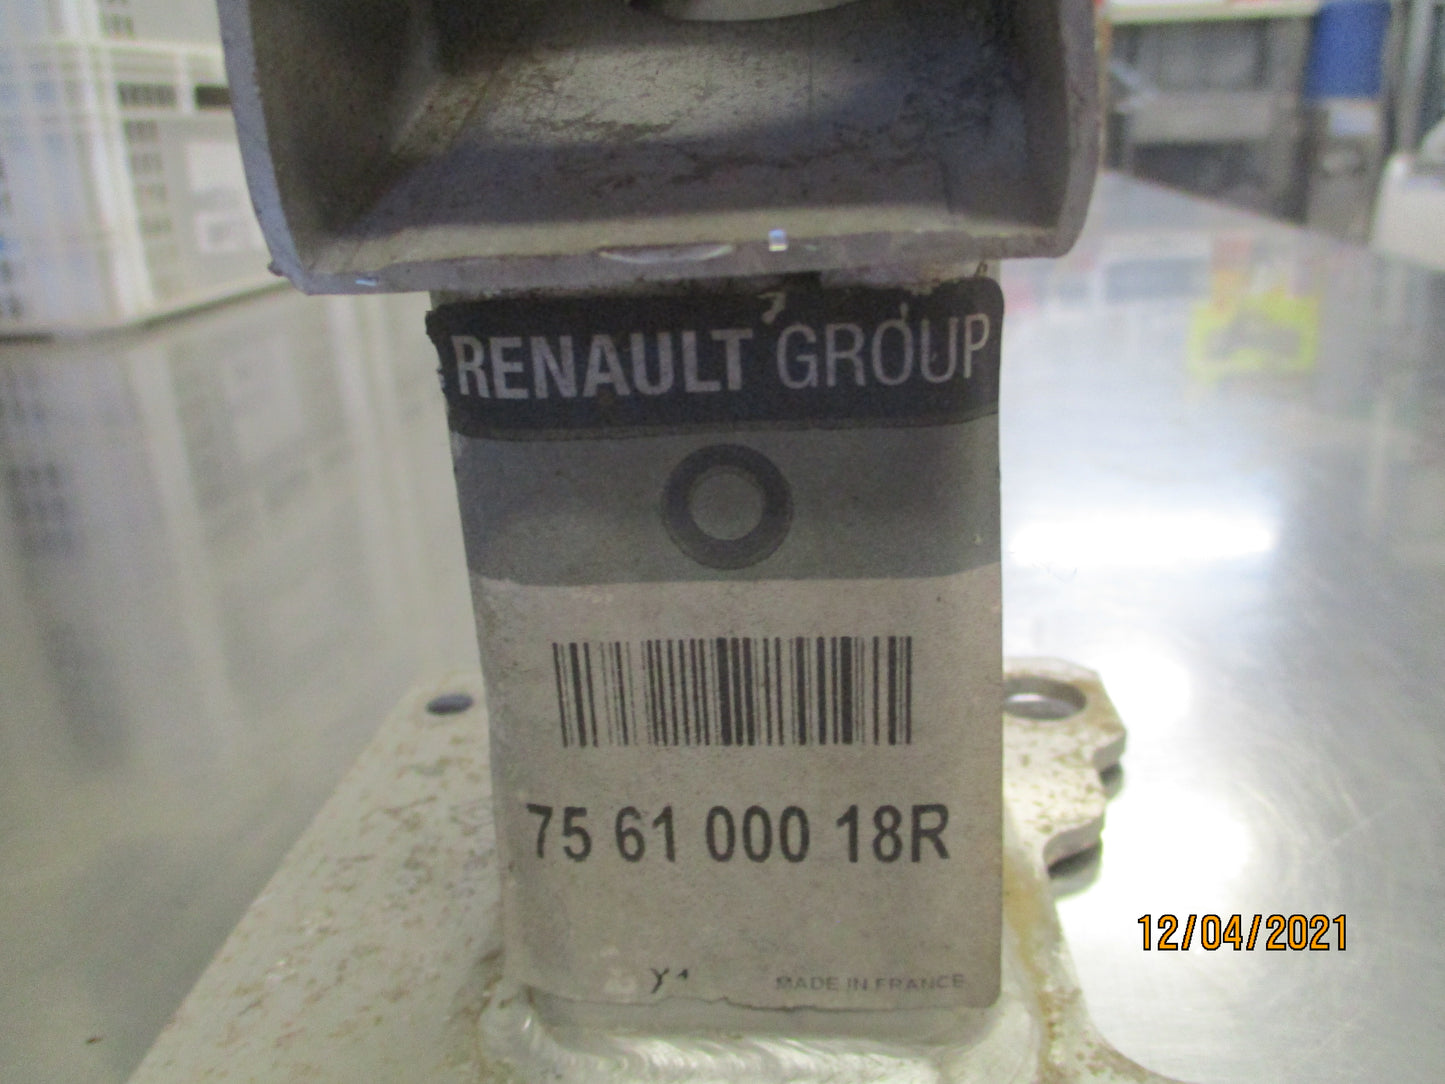 RENAULT GROUP
75 61 000 18R
MADE IN FRANCE
12/04/2021